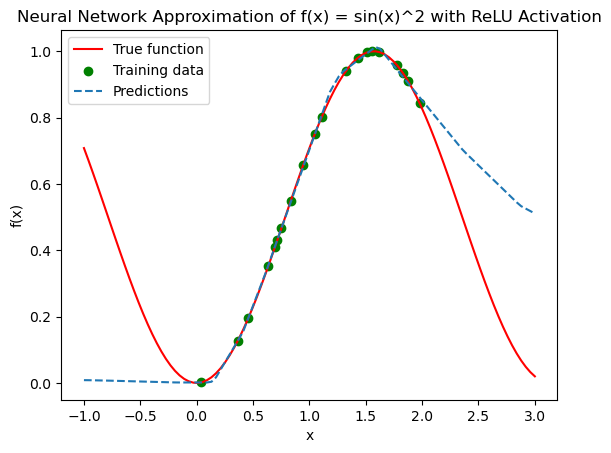 Neural Network Approximation of f(x) = sin(x)^2 with ReLU Activation
True function
Training data
Predictions
1.0
0.8
0.6
0.4
0.2
0.0
f(x)
−1.0 −0.5 0.0 0.5 1.0 1.5 2.0 2.5 3.0
x